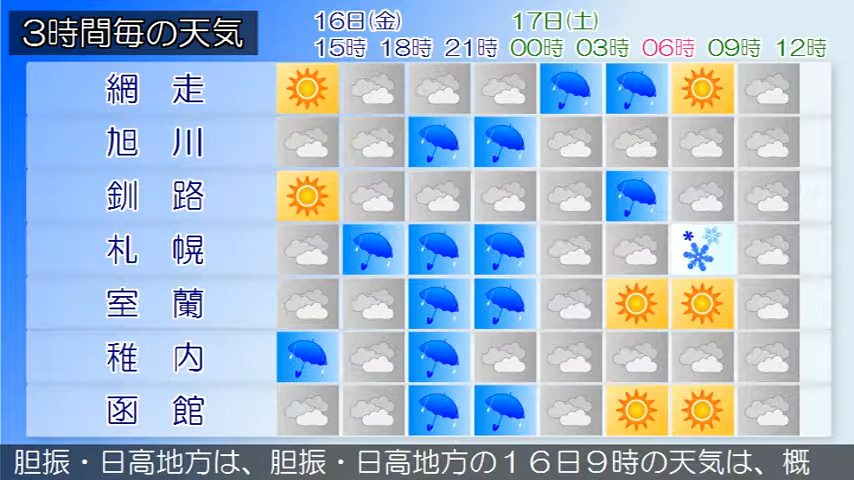 3時間毎の天気
16日(金) 17日(土)
15時 18時 21時 00時 03時 06時 09時 12時
網走
旭川
釧路
札幌
室蘭
稚内
函館
胆振・日高地方は、胆振・日高地方の１６日９時の天気は、概